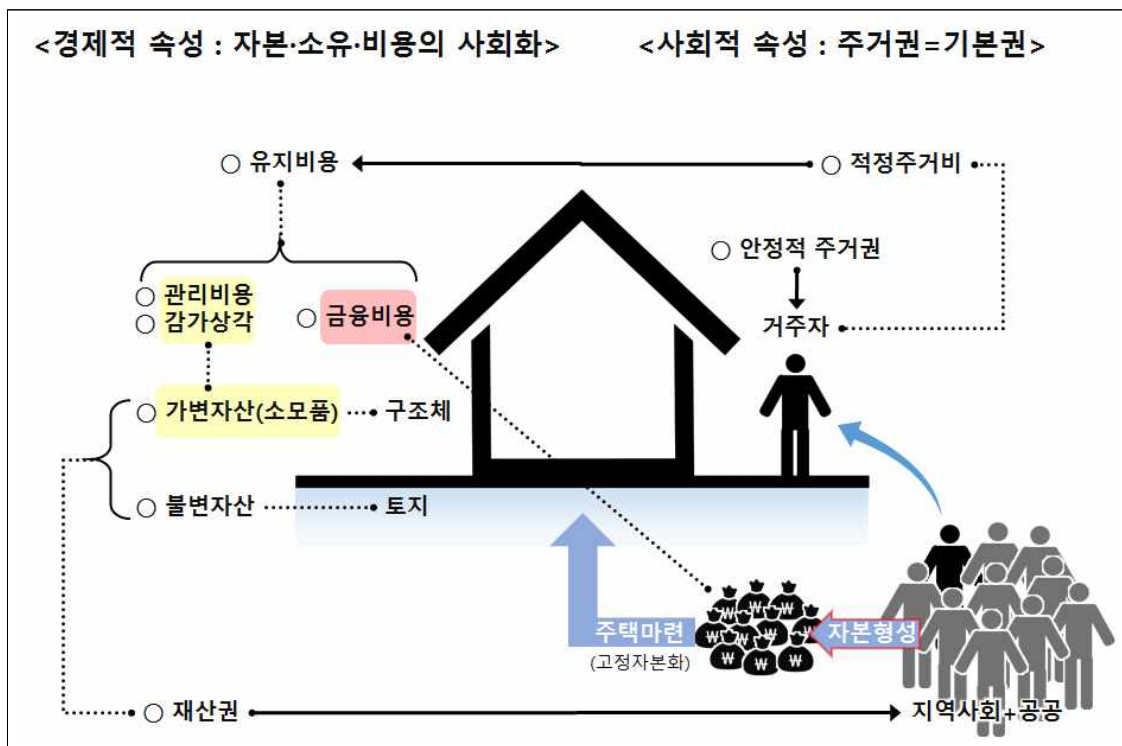 <경제적 속성 : 자본·소유·비용의 사회화> <사회적 속성 : 주거권=기본권>
○ 유지비용 ○ 적정주거비
○ 안정적 주거권
○ 관리비용
○ 감가상각
○ 금융비용
거주자
○ 가변자산(소모품) 구조체
○ 불변자산 토지
주택마련 ₩ ₩ ₩ ₩ ₩ ₩ ₩ ₩ ₩ ₩ 자본형성
(고정자본화)
○ 재산권 지역사회+공공